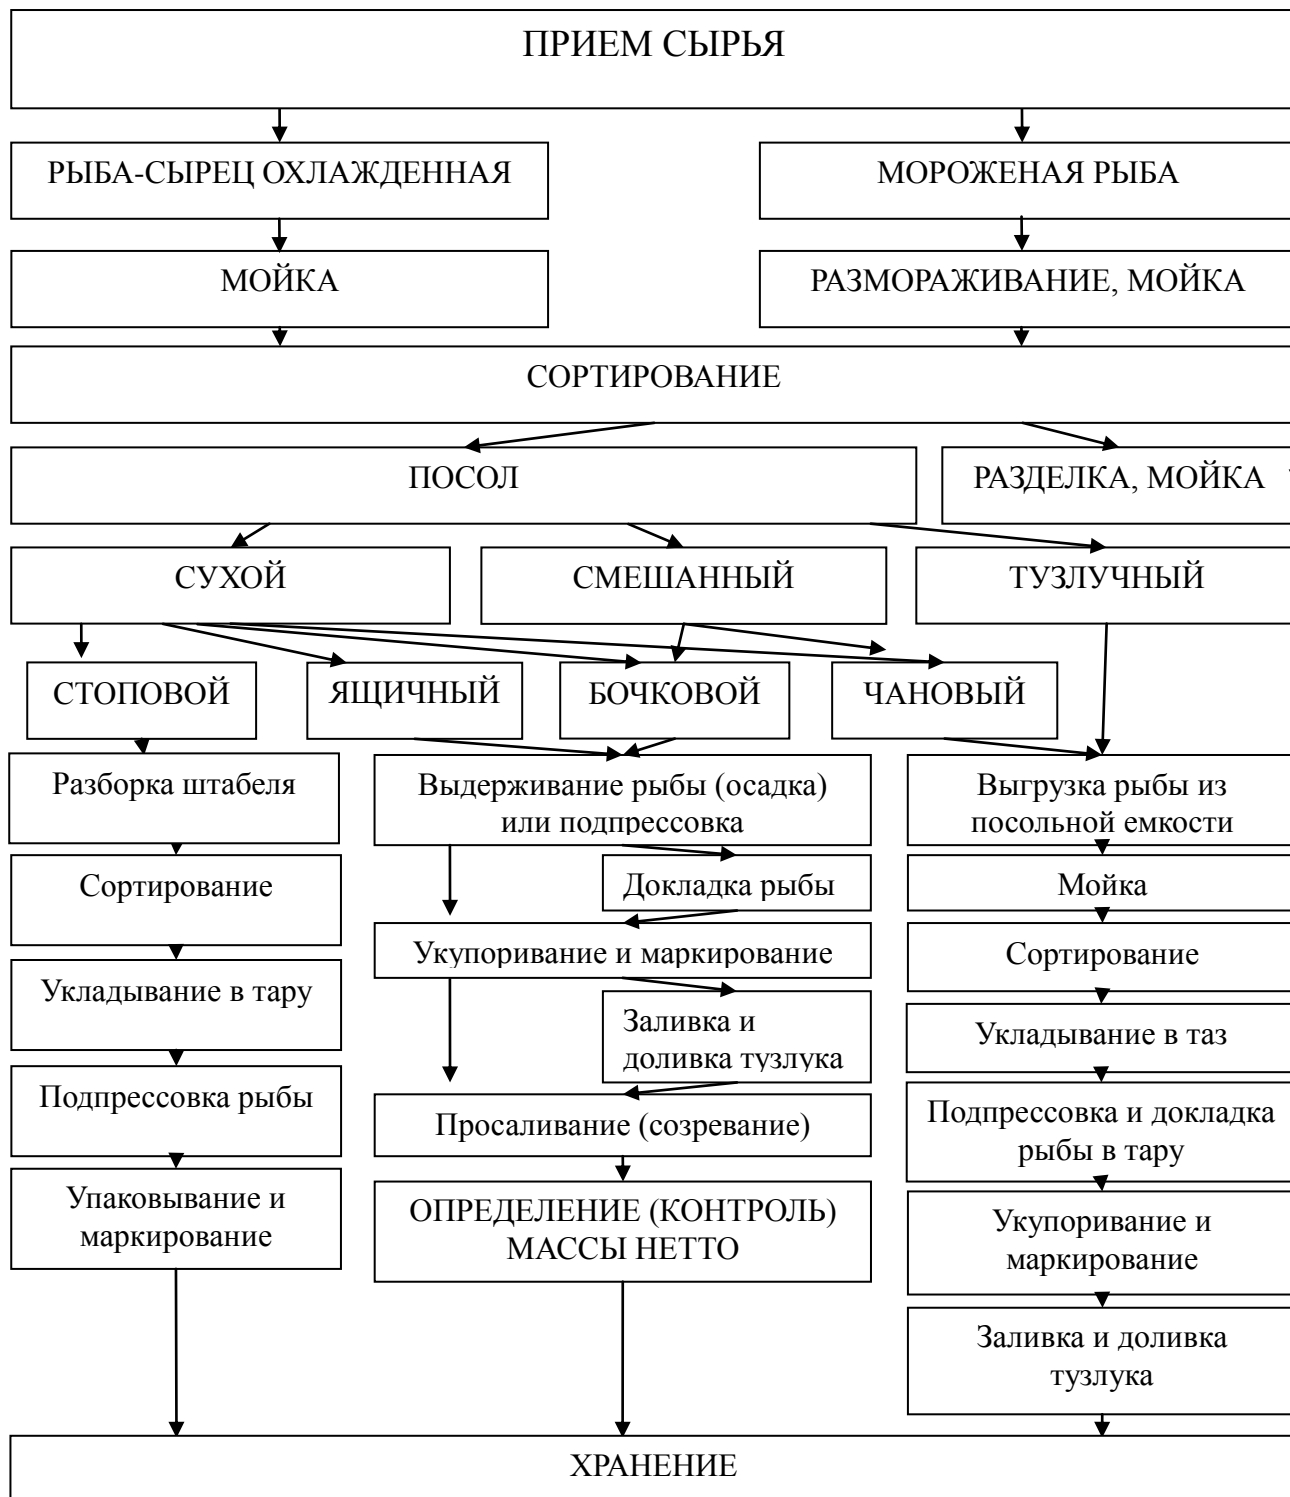 ПРИЕМ СЫРЬЯ
РЫБА-СЫРЕЦ ОХЛАЖДЕННАЯ
МОРОЖЕНАЯ РЫБА
МОЙКА
РАЗМОРАЖИВАНИЕ, МОЙКА
СОРТИРОВАНИЕ
ПОСОЛ
РАЗДЕЛКА, МОЙКА
СУХОЙ
СМЕШАННЫЙ
ТУЗЛУЧНЫЙ
СТОПОВОЙ
ЯЩИЧНЫЙ
БОЧКОВОЙ
ЧАНОВЫЙ
Разборка штабеля
Сортирование
Укладывание в тару
Подпрессовка рыбы
Упаковывание и
маркирование
Выдерживание рыбы (осадка)
или подпрессовка
Докладка рыбы
Укупоривание и маркирование
Заливка и
доливка тузлука
Просаливание (созревание)
ОПРЕДЕЛЕНИЕ (КОНТРОЛЬ)
МАССЫ НЕТТО
Выгрузка рыбы из
посольной емкости
Мойка
Сортирование
Укладывание в таз
Подпрессовка и докладка
рыбы в тару
Укупоривание и
маркирование
Заливка и доливка
тузлука
ХРАНЕНИЕ